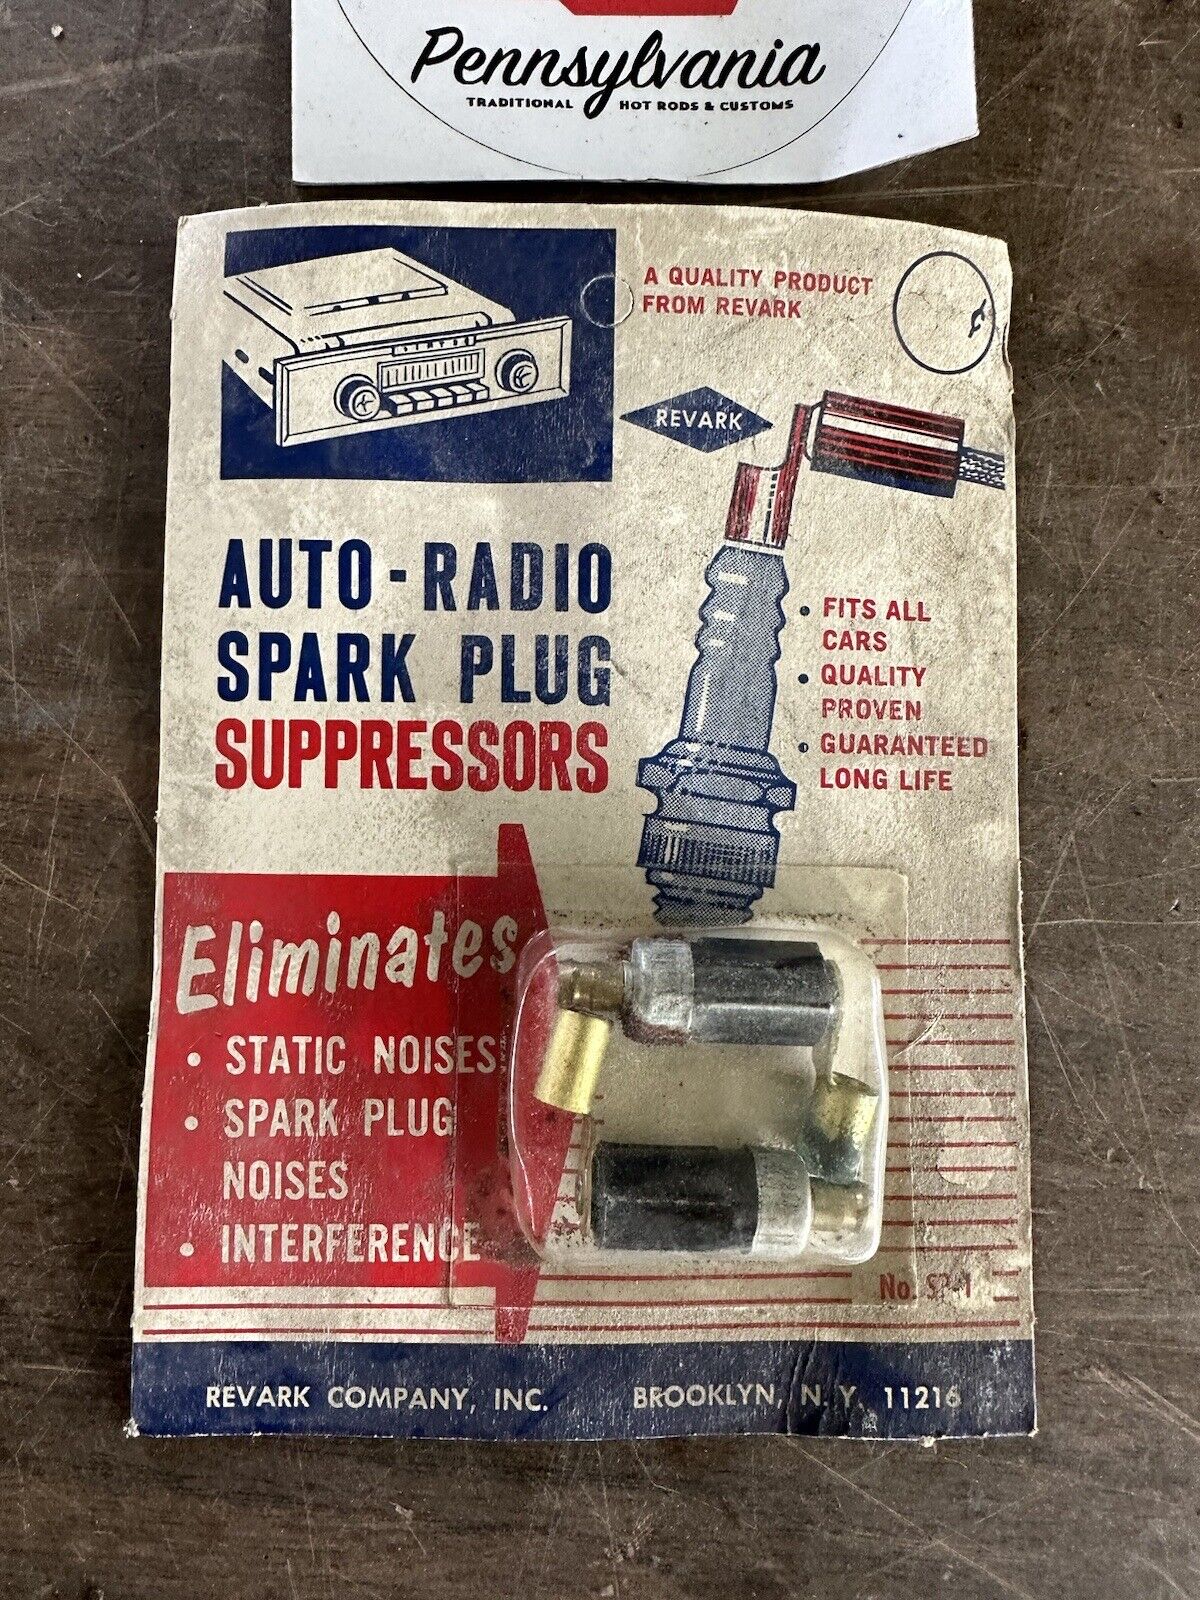 Pennsylvania
TRADITIONAL HOT RODS & CUSTOMS
A QUALITY PRODUCT
FROM REVARK
REVARK
AUTO-RADIO
SPARK PLUG
SUPPRESSORS
• FITS ALL
CARS
• QUALITY
PROVEN
• GUARANTEED
LONG LIFE
Eliminates
• STATIC NOISES
• SPARK PLUG
NOISES
• INTERFERENCE
No.
REVARK COMPANY, INC. BROOKLYN, N.Y. 11216